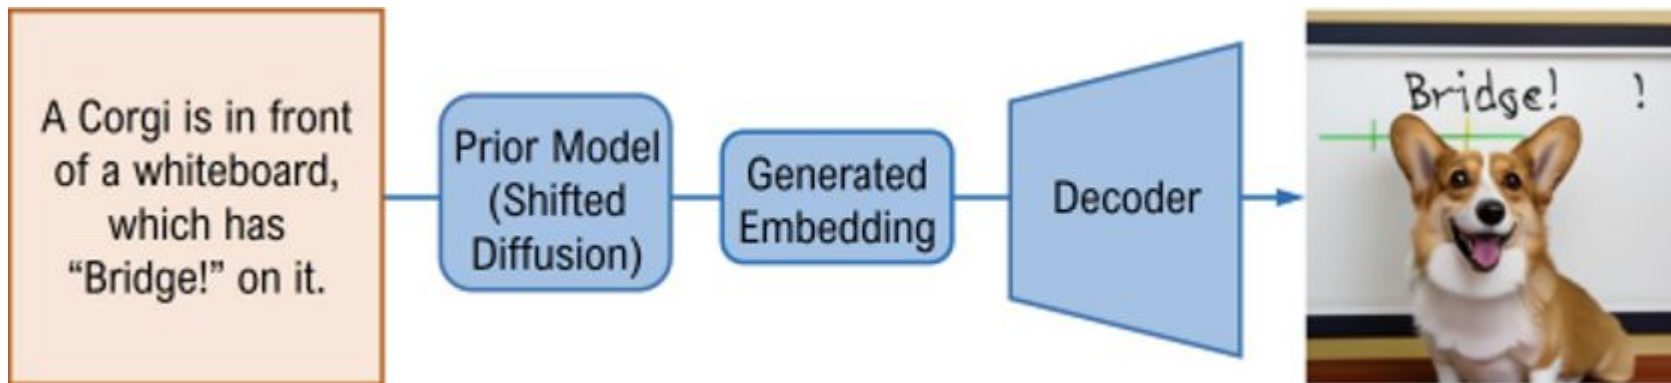 A Corgi is in front
of a whiteboard,
which has
“Bridge!” on it.
Prior Model
(Shifted
Diffusion)
Generated
Embedding
Decoder
Bridge! !